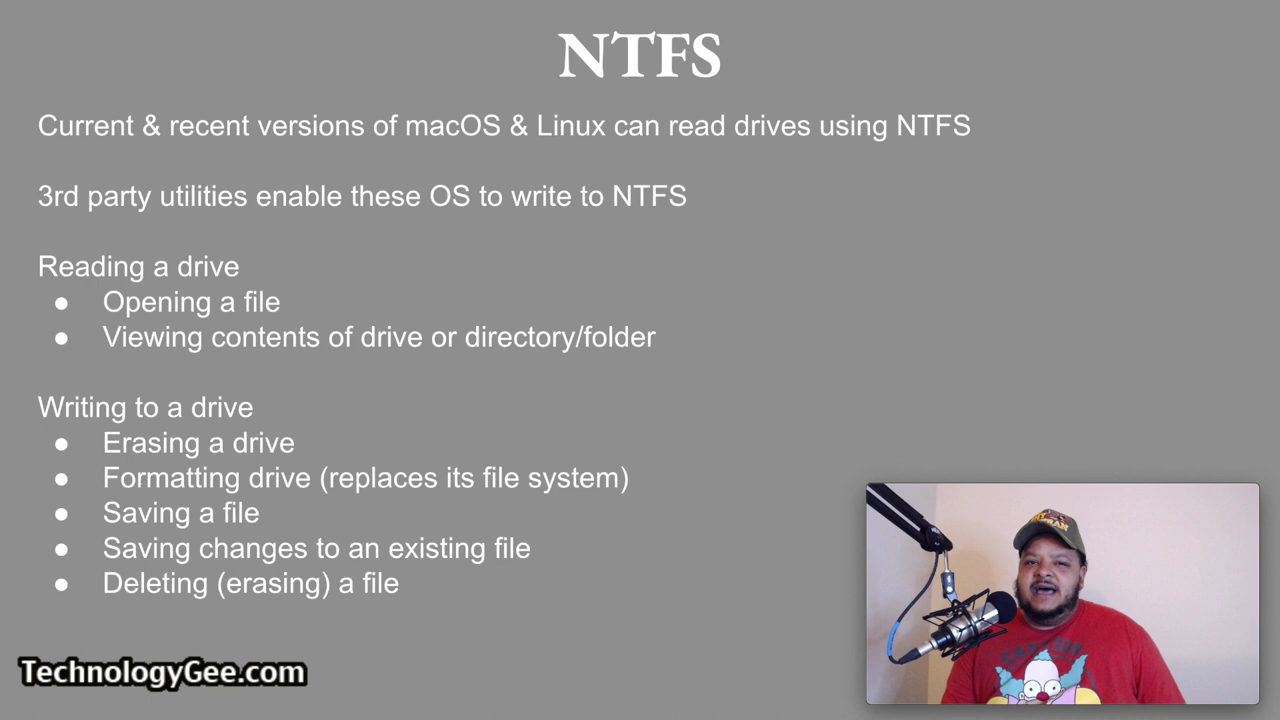 NTFS
Current & recent versions of macOS & Linux can read drives using NTFS
3rd party utilities enable these OS to write to NTFS
Reading a drive
● Opening a file
● Viewing contents of drive or directory/folder
Writing to a drive
● Erasing a drive
● Formatting drive (replaces its file system)
● Saving a file
● Saving changes to an existing file
● Deleting (erasing) a file
TechnologyGee.com
CAUTION